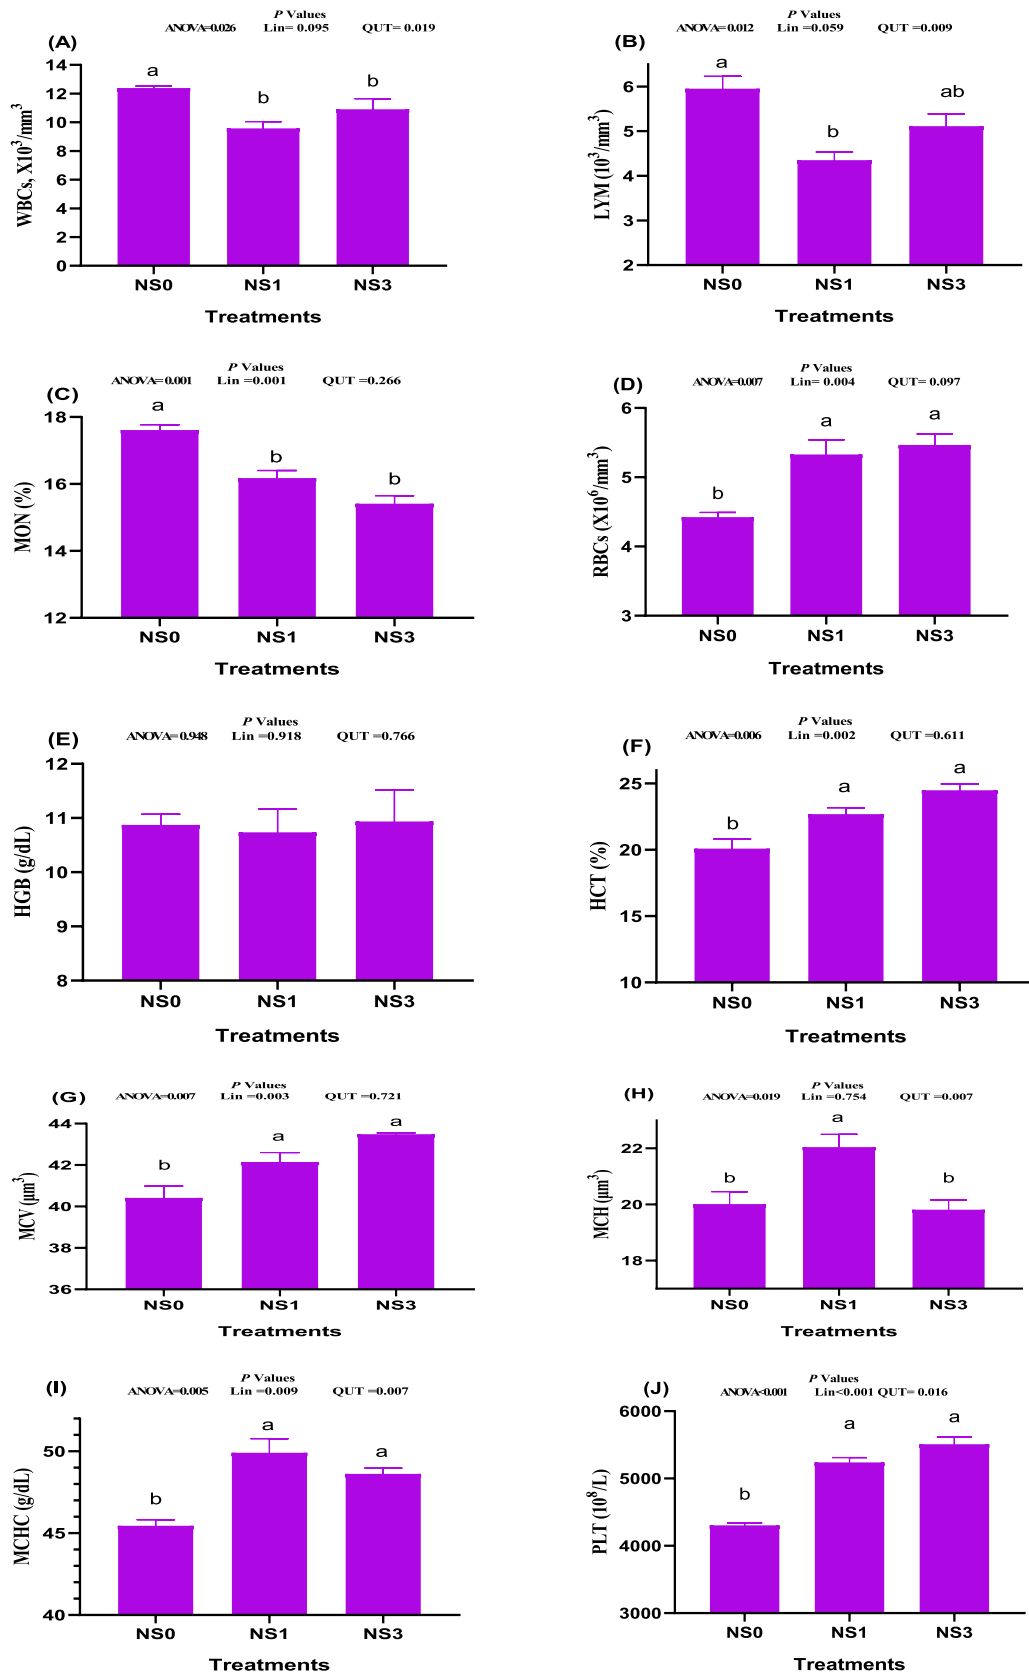 P Values
(A) ANOVA=0.026 Lin= 0.095 QUT= 0.019
14
12
10
8
6
4
2
0
WBCs, X10³/mm³
a
b
b
NS0 NS1 NS3
Treatments
P Values
(B) ANOVA=0.012 Lin =0.059 QUT =0.009
6
5
4
3
2
LYM (10³/mm³)
a
b
ab
NS0 NS1 NS3
Treatments
P Values
(C) ANOVA= 0.001 Lin =0.001 QUT =0.266
18
16
14
12
MON (%)
a
b
b
NS0 NS1 NS3
Treatments
P Values
(D) ANOVA=0.007 Lin= 0.004 QUT= 0.097
6
5
4
3
RBCs (X10⁶/mm³)
b
a
a
NS0 NS1 NS3
Treatments
P Values
(E) ANOVA= 0.948 Lin =0.918 QUT =0.766
12
11
10
9
8
HGB (g/dL)
NS0 NS1 NS3
Treatments
P Values
(F) ANOVA=0.006 Lin =0.002 QUT =0.611
25
20
15
10
HCT (%)
b
a
a
NS0 NS1 NS3
Treatments
P Values
(G) ANOVA=0.007 Lin =0.003 QUT =0.721
44
42
40
38
36
MCV (µm³)
b
a
a
NS0 NS1 NS3
Treatments
P Values
(H) ANOVA=0.019 Lin =0.754 QUT =0.007
22
20
18
MCH (µm³)
b
a
b
NS0 NS1 NS3
Treatments
P Values
(I) ANOVA=0.005 Lin =0.009 QUT =0.007
50
45
40
MCHC (g/dL)
b
a
a
NS0 NS1 NS3
Treatments
P Values
(J) ANOVA<0.001 Lin<0.001 QUT= 0.016
6000
5000
4000
3000
PLT (10⁸/L)
b
a
a
NS0 NS1 NS3
Treatments